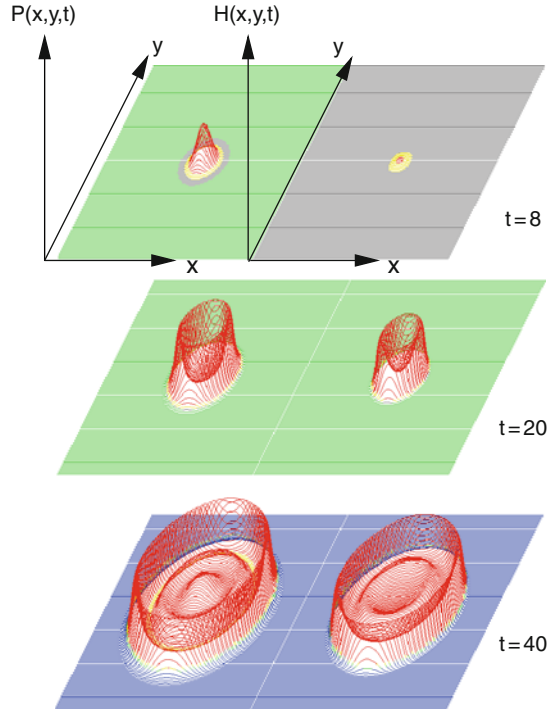 P(x,y,t)
H(x,y,t)
y
y
t=8
x
x
t=20
t=40